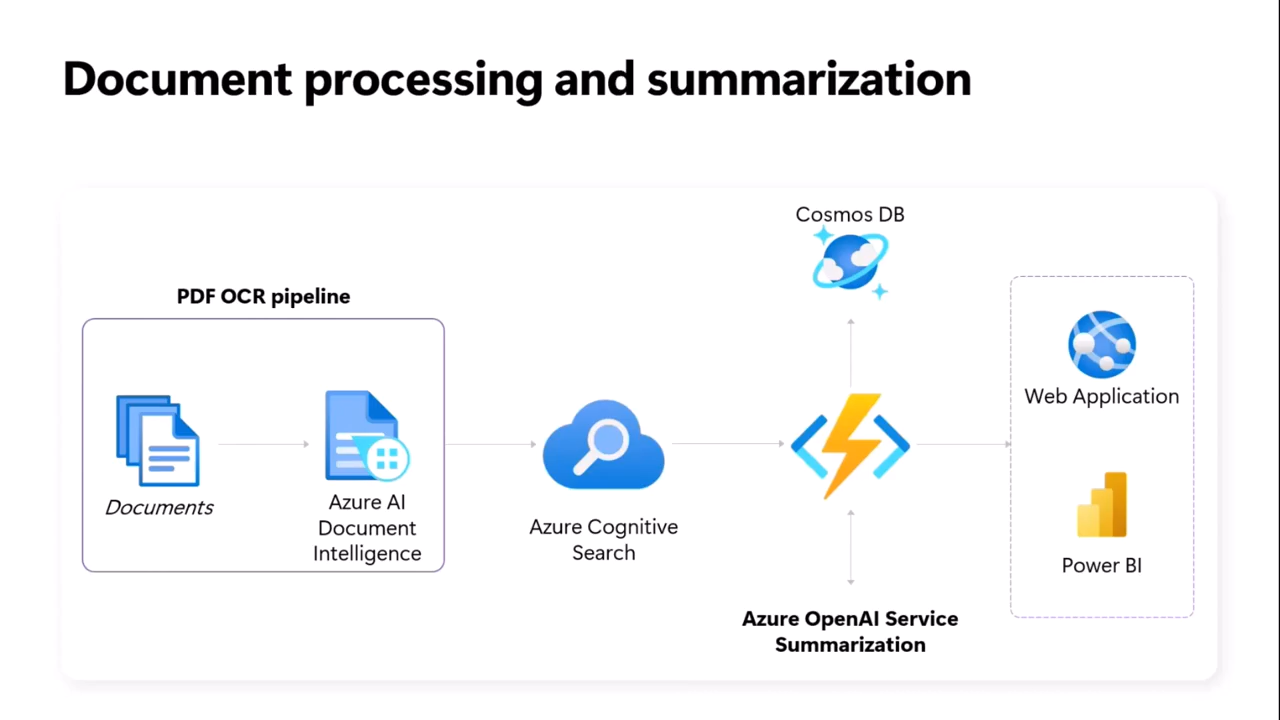 Document processing and summarization
Cosmos DB
PDF OCR pipeline
Documents
Azure AI
Document
Intelligence
Azure Cognitive
Search
Azure OpenAI Service
Summarization
Web Application
Power BI